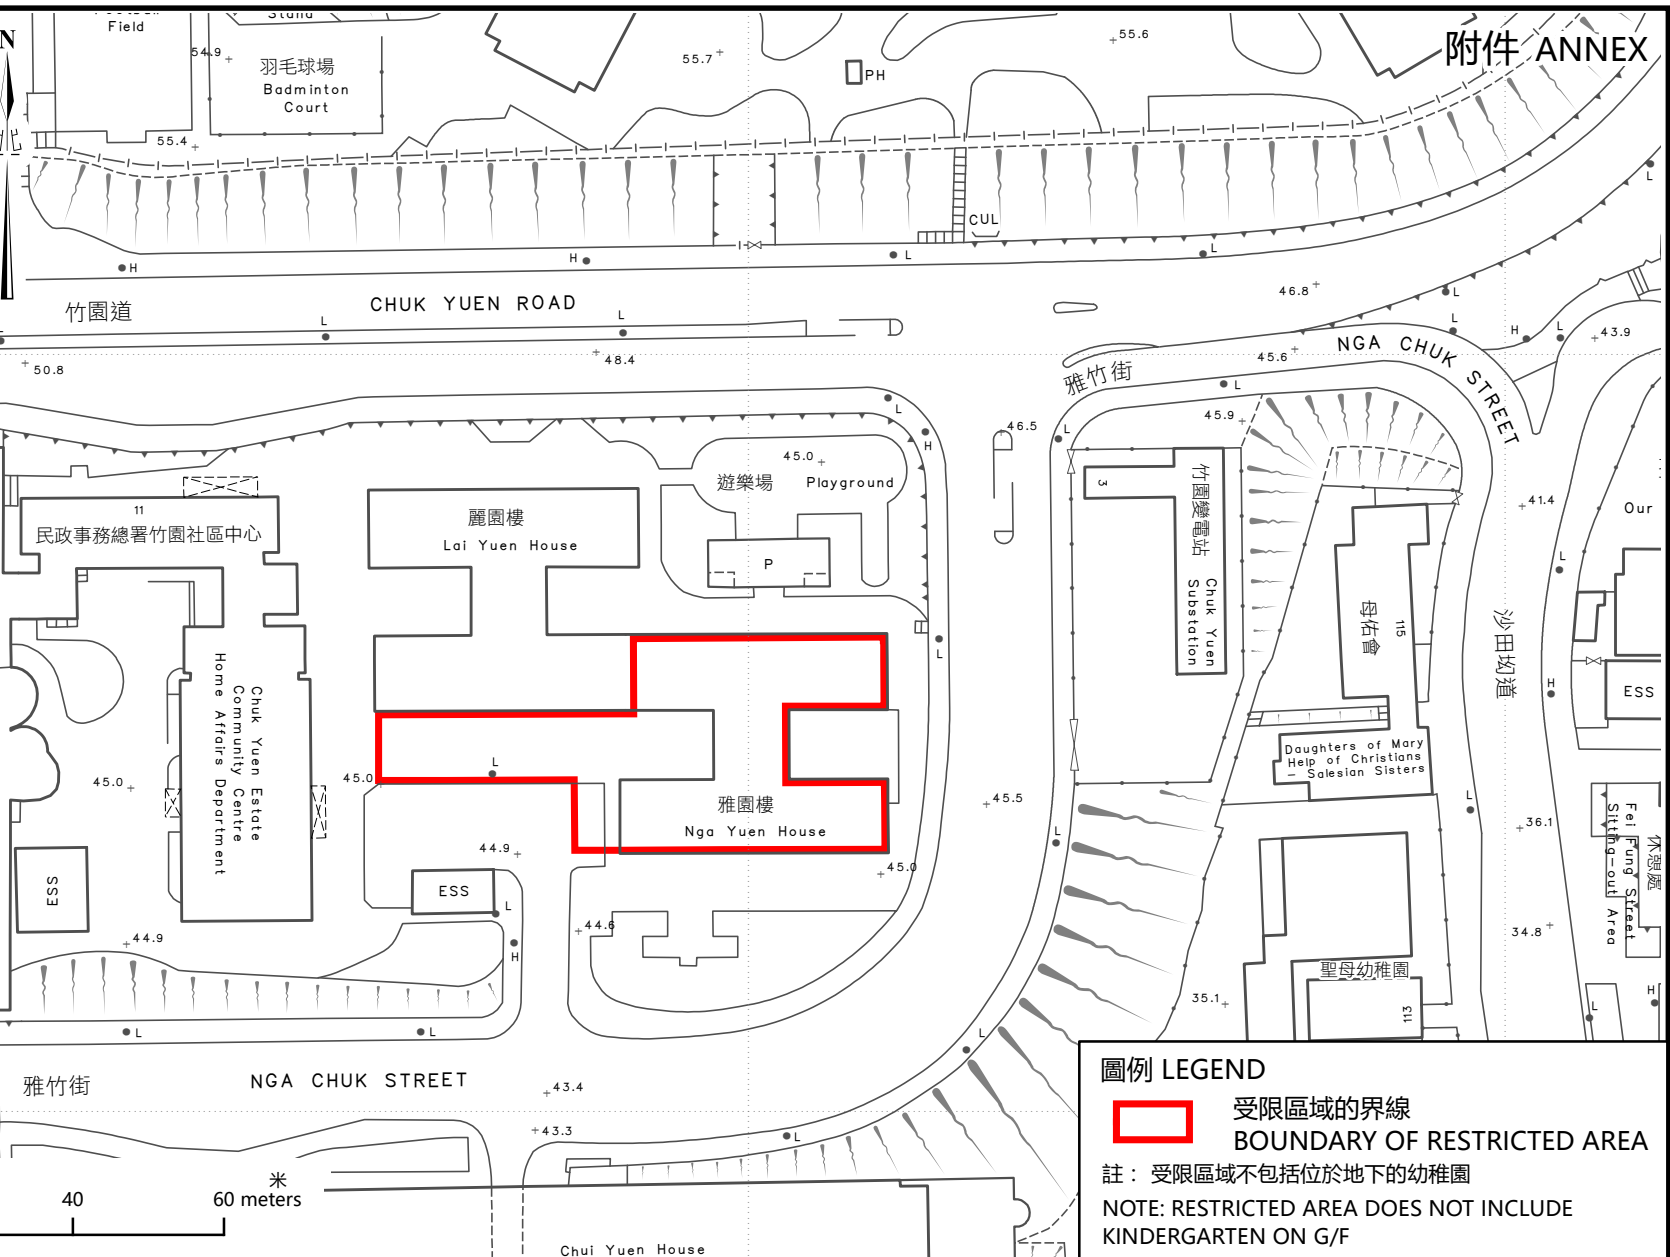 Field
Stand
附件 ANNEX
54.9
55.7
55.6
羽毛球場
Badminton
Court
PH
N
北
55.4
L
CUL
H
H
L
L
竹園道
CHUK YUEN ROAD
46.8
L
L
L
L
H
L
43.9
50.8
48.4
45.6
NGA CHUK STREET
雅竹街
L
45.9
L
H
46.5
L
45.0
遊樂場
Playground
11
民政事務總署竹園社區中心
麗園樓
Lai Yuen House
P
3
竹園變電站
Chuk Yuen
Substation
41.4
Our
L
母佑會
115
沙田坳道
L
Chuk Yuen Estate
Community Centre
Home Affairs Department
H
ESS
Daughters of Mary
Help of Christians
– Salesian Sisters
45.0
45.0
L
雅園樓
Nga Yuen House
45.5
L
L
36.1
Fei Fung Street
Sitting-out Area
休憩處
ESS
44.9
45.0
ESS
L
44.9
44.6
H
34.8
聖母幼稚園
35.1
113
H
L
L
L
L
雅竹街
NGA CHUK STREET
43.4
43.3
L
米
40
60 meters
Chui Yuen House
圖例 LEGEND
受限區域的界線
BOUNDARY OF RESTRICTED AREA
註： 受限區域不包括位於地下的幼稚園
NOTE: RESTRICTED AREA DOES NOT INCLUDE
KINDERGARTEN ON G/F